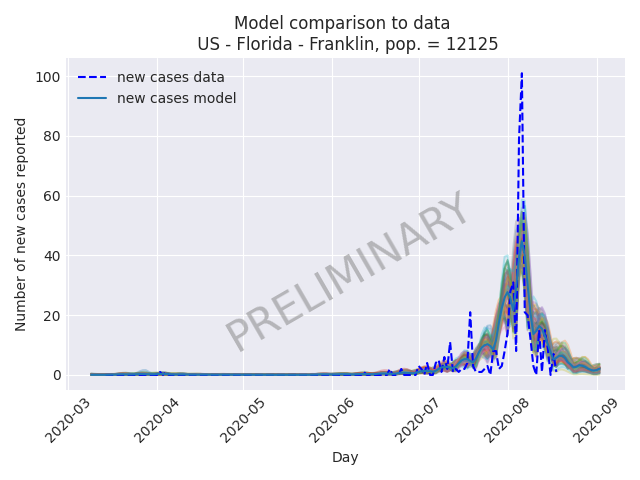 Model comparison to data
US - Florida - Franklin, pop. = 12125
new cases data
new cases model
Number of new cases reported
100
80
60
40
20
0
PRELIMINARY
2020-03
2020-04
2020-05
2020-06
2020-07
2020-08
2020-09
Day